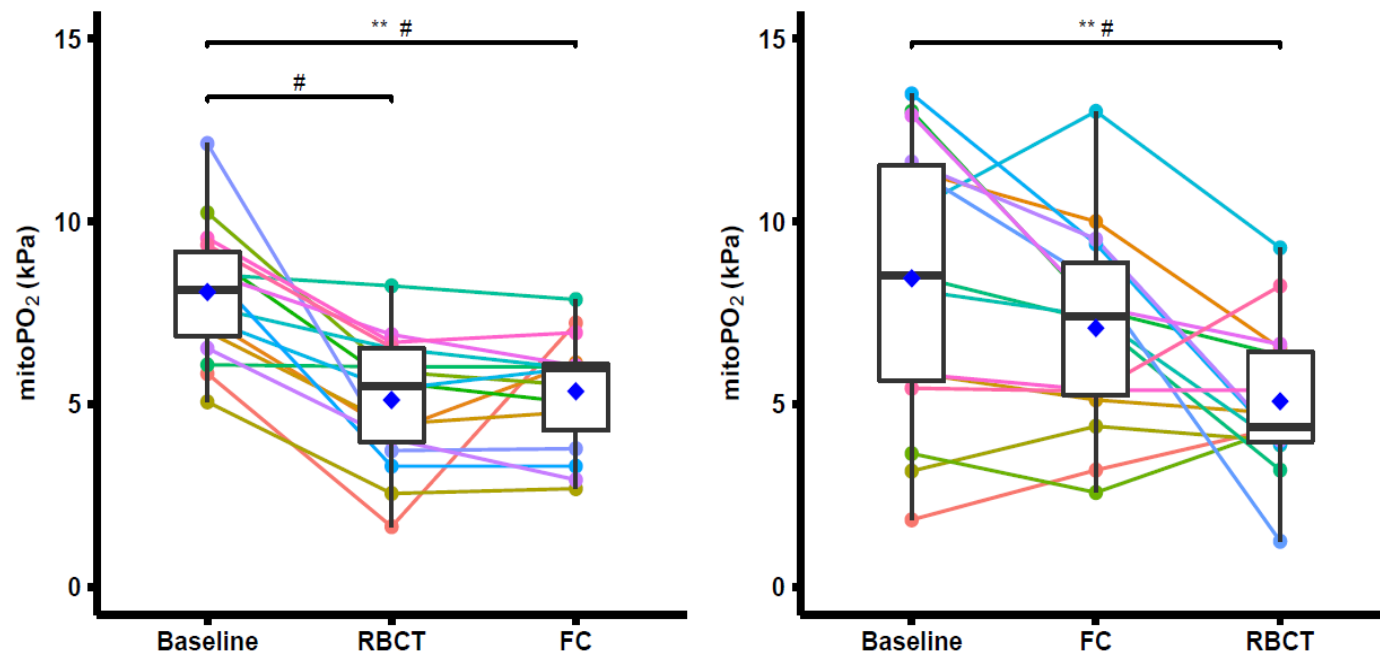 ** #
#
15
10
5
0
mitoPO₂ (kPa)
Baseline RBCT FC
** #
15
10
5
0
mitoPO₂ (kPa)
Baseline FC RBCT